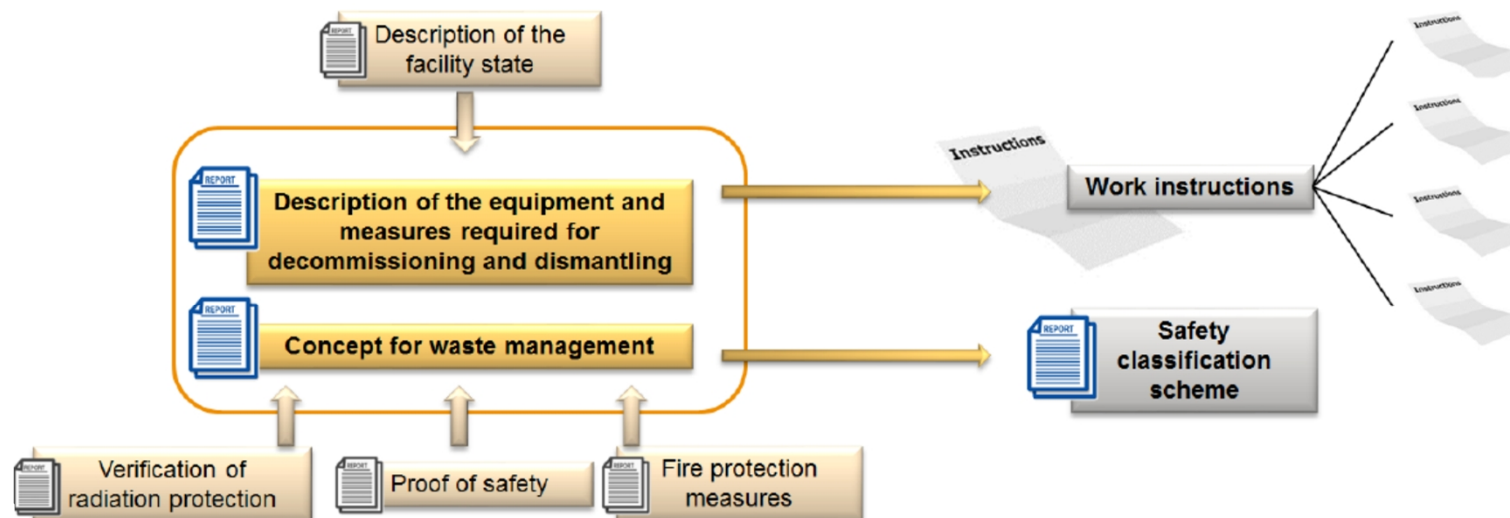 REPORT
Description of the
facility state
REPORT
Description of the equipment and
measures required for
decommissioning and dismantling
REPORT
Concept for waste management
REPORT
Verification of
radiation protection
REPORT
Proof of safety
REPORT
Fire protection
measures
Instructions
Work instructions
Instructions
Instructions
Instructions
Instructions
REPORT
Safety
classification
scheme